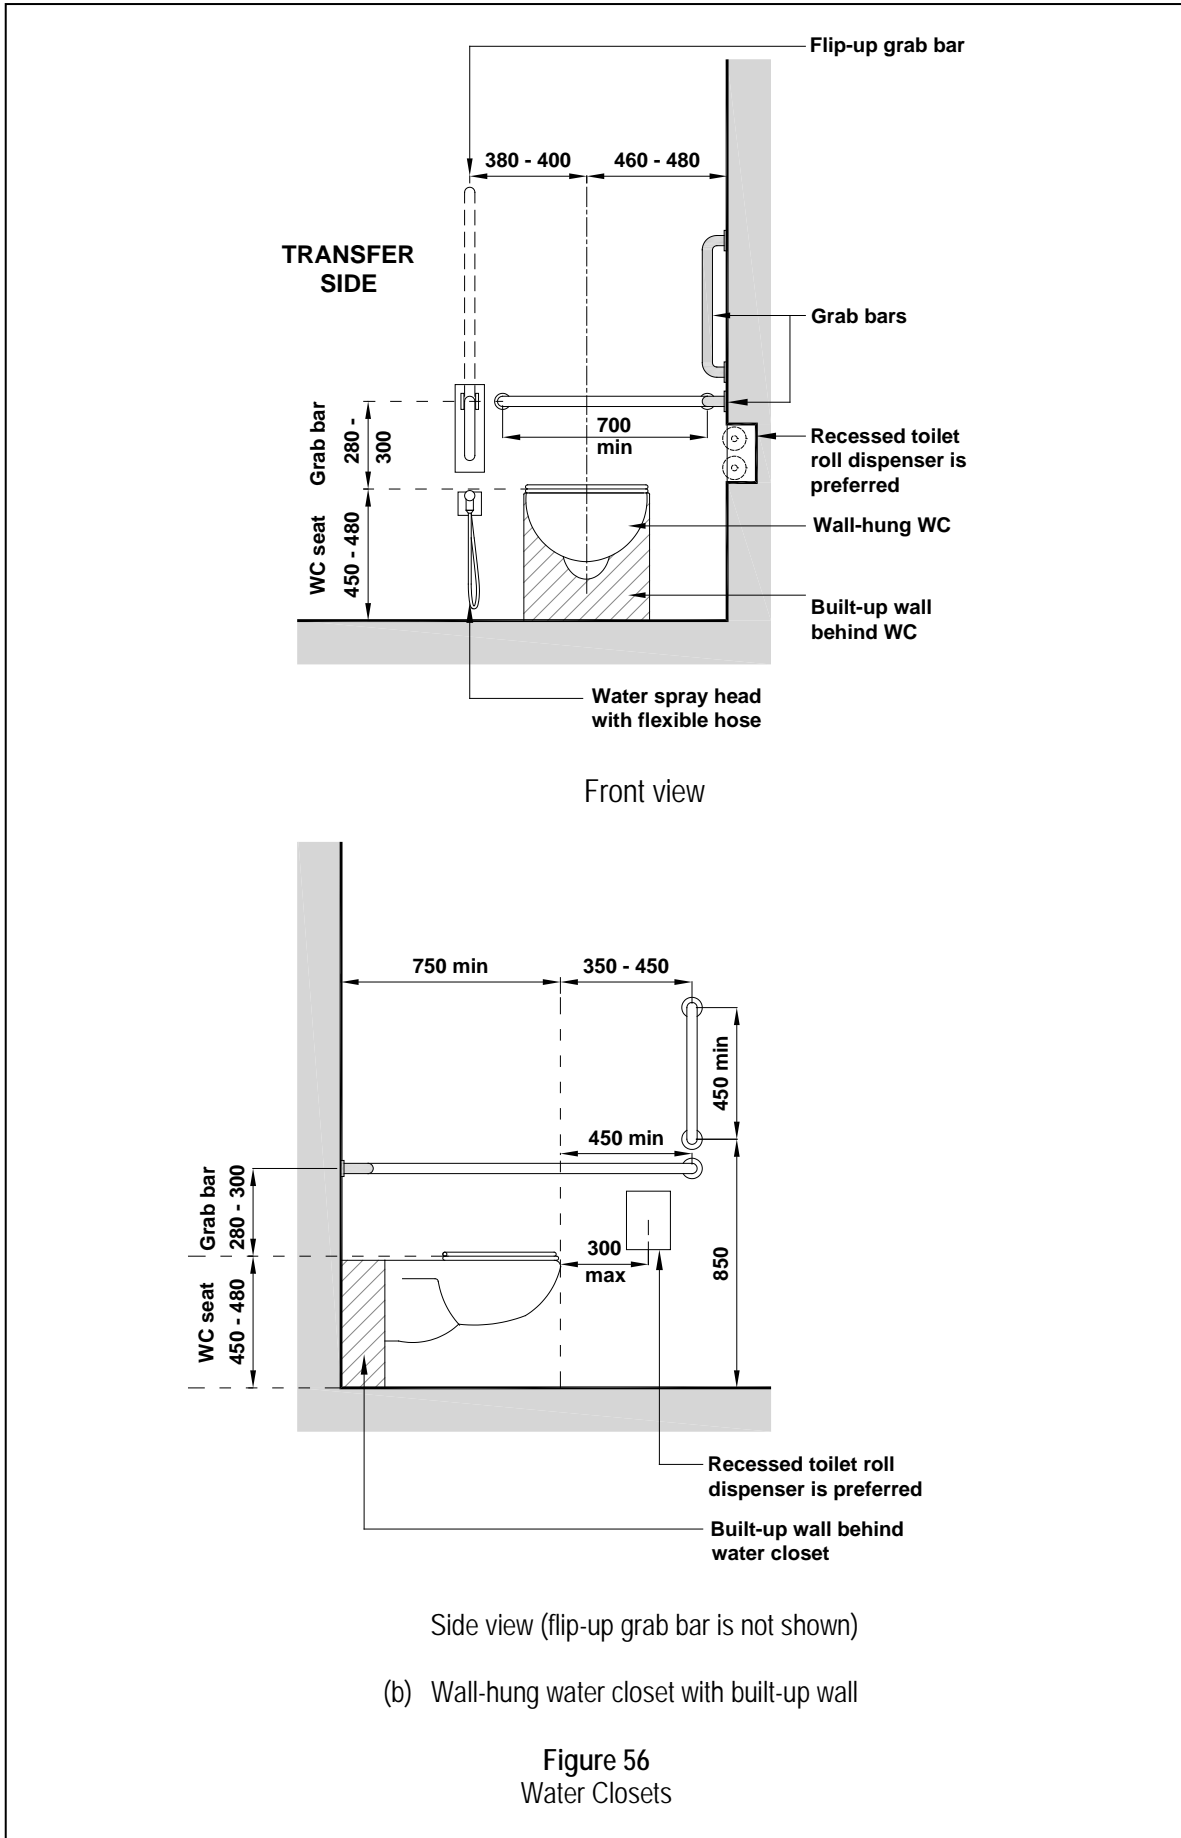 Flip-up grab bar
380 - 400
460 - 480
TRANSFER
SIDE
Grab bars
Grab bar
280 -
300
700
min
Recessed toilet
roll dispenser is
preferred
WC seat
450 - 480
Wall-hung WC
Built-up wall
behind WC
Water spray head
with flexible hose
Front view
750 min
350 - 450
450 min
450 min
Grab bar
280 - 300
300
max
850
WC seat
450 - 480
Recessed toilet roll
dispenser is preferred
Built-up wall behind
water closet
Side view (flip-up grab bar is not shown)
(b) Wall-hung water closet with built-up wall
Figure 56
Water Closets